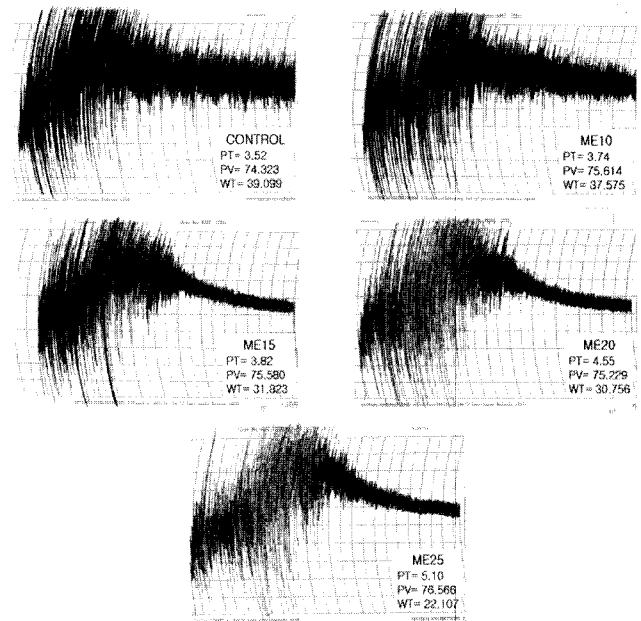 CONTROL
PT= 3.52
PV= 74.323
WT= 39.099
ME10
PT= 3.74
PV= 75.614
WT= 37.575
ME15
PT= 3.82
PV= 75.580
WT= 31.823
ME20
PT= 4.55
PV= 75.229
WT= 30.756
ME25
PT= 5.10
PV= 76.566
WT= 22.107